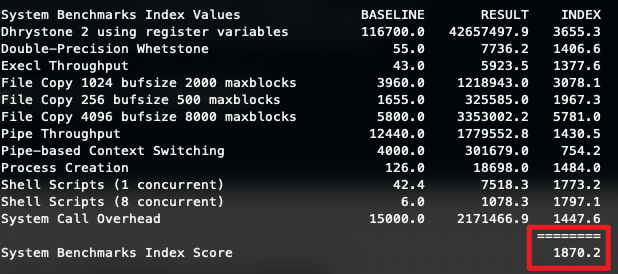 System Benchmarks Index Values BASELINE RESULT INDEX
Dhrystone 2 using register variables 116700.0 42657497.9 3655.3
Double-Precision Whetstone 55.0 7736.2 1406.6
Execl Throughput 43.0 5923.5 1377.6
File Copy 1024 bufsize 2000 maxblocks 3960.0 1218943.0 3078.1
File Copy 256 bufsize 500 maxblocks 1655.0 325585.0 1967.3
File Copy 4096 bufsize 8000 maxblocks 5800.0 3353002.2 5781.0
Pipe Throughput 12440.0 1779552.8 1430.5
Pipe-based Context Switching 4000.0 301679.0 754.2
Process Creation 126.0 18698.0 1484.0
Shell Scripts (1 concurrent) 42.4 7518.3 1773.2
Shell Scripts (8 concurrent) 6.0 1078.3 1797.1
System Call Overhead 15000.0 2171466.9 1447.6
========
System Benchmarks Index Score 1870.2